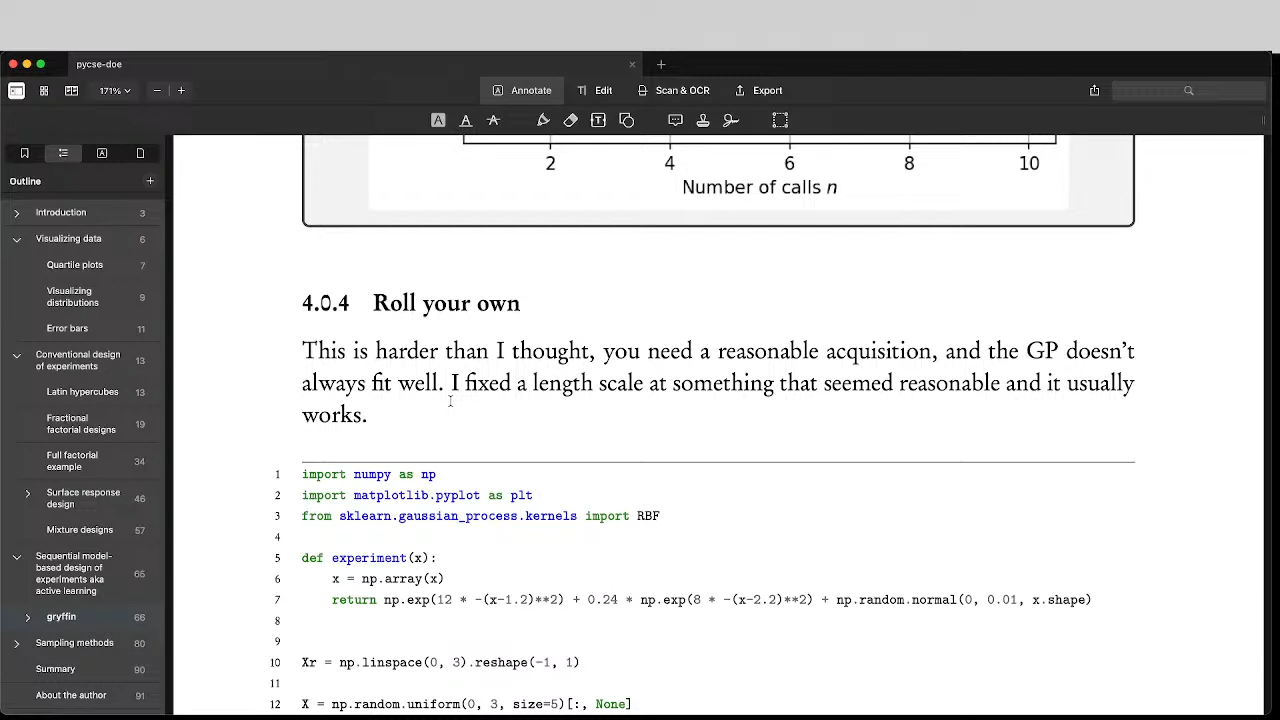 pycse-doe
171%
Annotate
Edit
Scan & OCR
Export
Outline
Introduction 3
Visualizing data 6
Quartile plots 7
Visualizing
distributions 9
Error bars 11
Conventional design
of experiments 13
Latin hypercubes 13
Fractional
factorial designs 19
Full factorial
example 34
Surface response
design 46
Mixture designs 57
Sequential model-
based design of
experiments aka
active learning 65
gryffin 66
Sampling methods 80
Summary 90
About the author 91
2 4 6 8 10
Number of calls n
4.0.4 Roll your own
This is harder than I thought, you need a reasonable acquisition, and the GP doesn't
always fit well. I fixed a length scale at something that seemed reasonable and it usually
works.
1 import numpy as np
2 import matplotlib.pyplot as plt
3 from sklearn.gaussian_process.kernels import RBF
4
5 def experiment(x):
6 x = np.array(x)
7 return np.exp(12 * -(x-1.2)**2) + 0.24 * np.exp(8 * -(x-2.2)**2) + np.random.normal(0, 0.01, x.shape)
8
9
10 Xr = np.linspace(0, 3).reshape(-1, 1)
11
12 X = np.random.uniform(0, 3, size=5)[:, None]